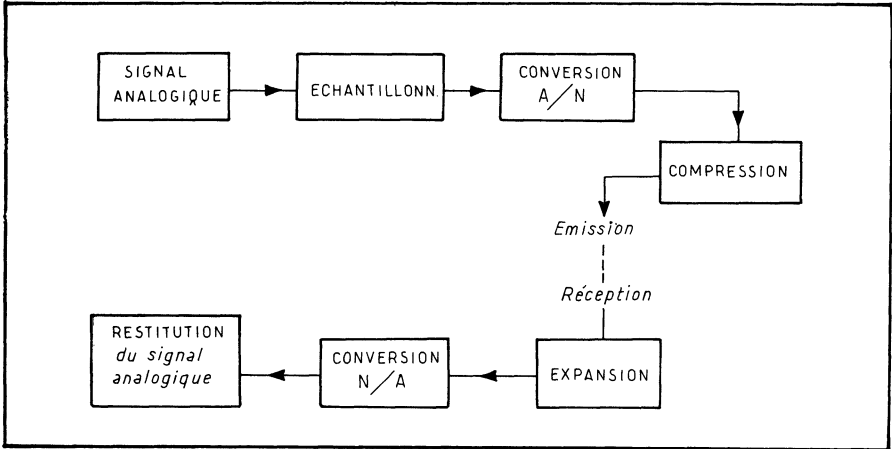 SIGNAL
ANALOGIQUE
ECHANTILLONN.
CONVERSION
A/N
COMPRESSION
Emission
Réception
EXPANSION
CONVERSION
N/A
RESTITUTION
du signal
analogique